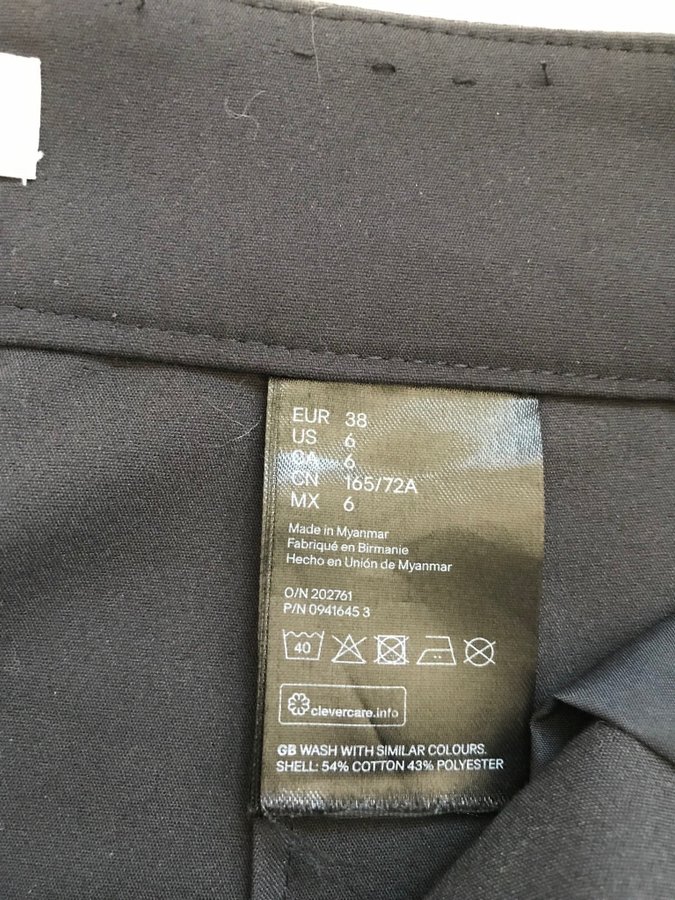 EUR 38
US 6
CA 6
CN 165/72A
MX 6
Made in Myanmar
Fabriqué en Birmanie
Hecho en Unión de Myanmar
O/N 202761
P/N 0941645 3
40
clevercare.info
GB WASH WITH SIMILAR COLOURS.
SHELL: 54% COTTON 43% POLYESTER